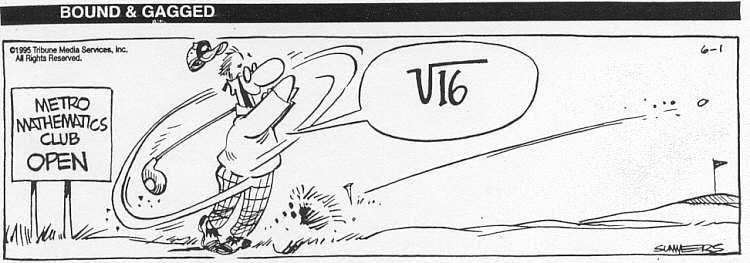 BOUND & GAGGED
©1995 Tribune Media Services, Inc.
All Rights Reserved.
METRO
MATHEMATICS
CLUB
OPEN
√16
6-1
SUMMERS